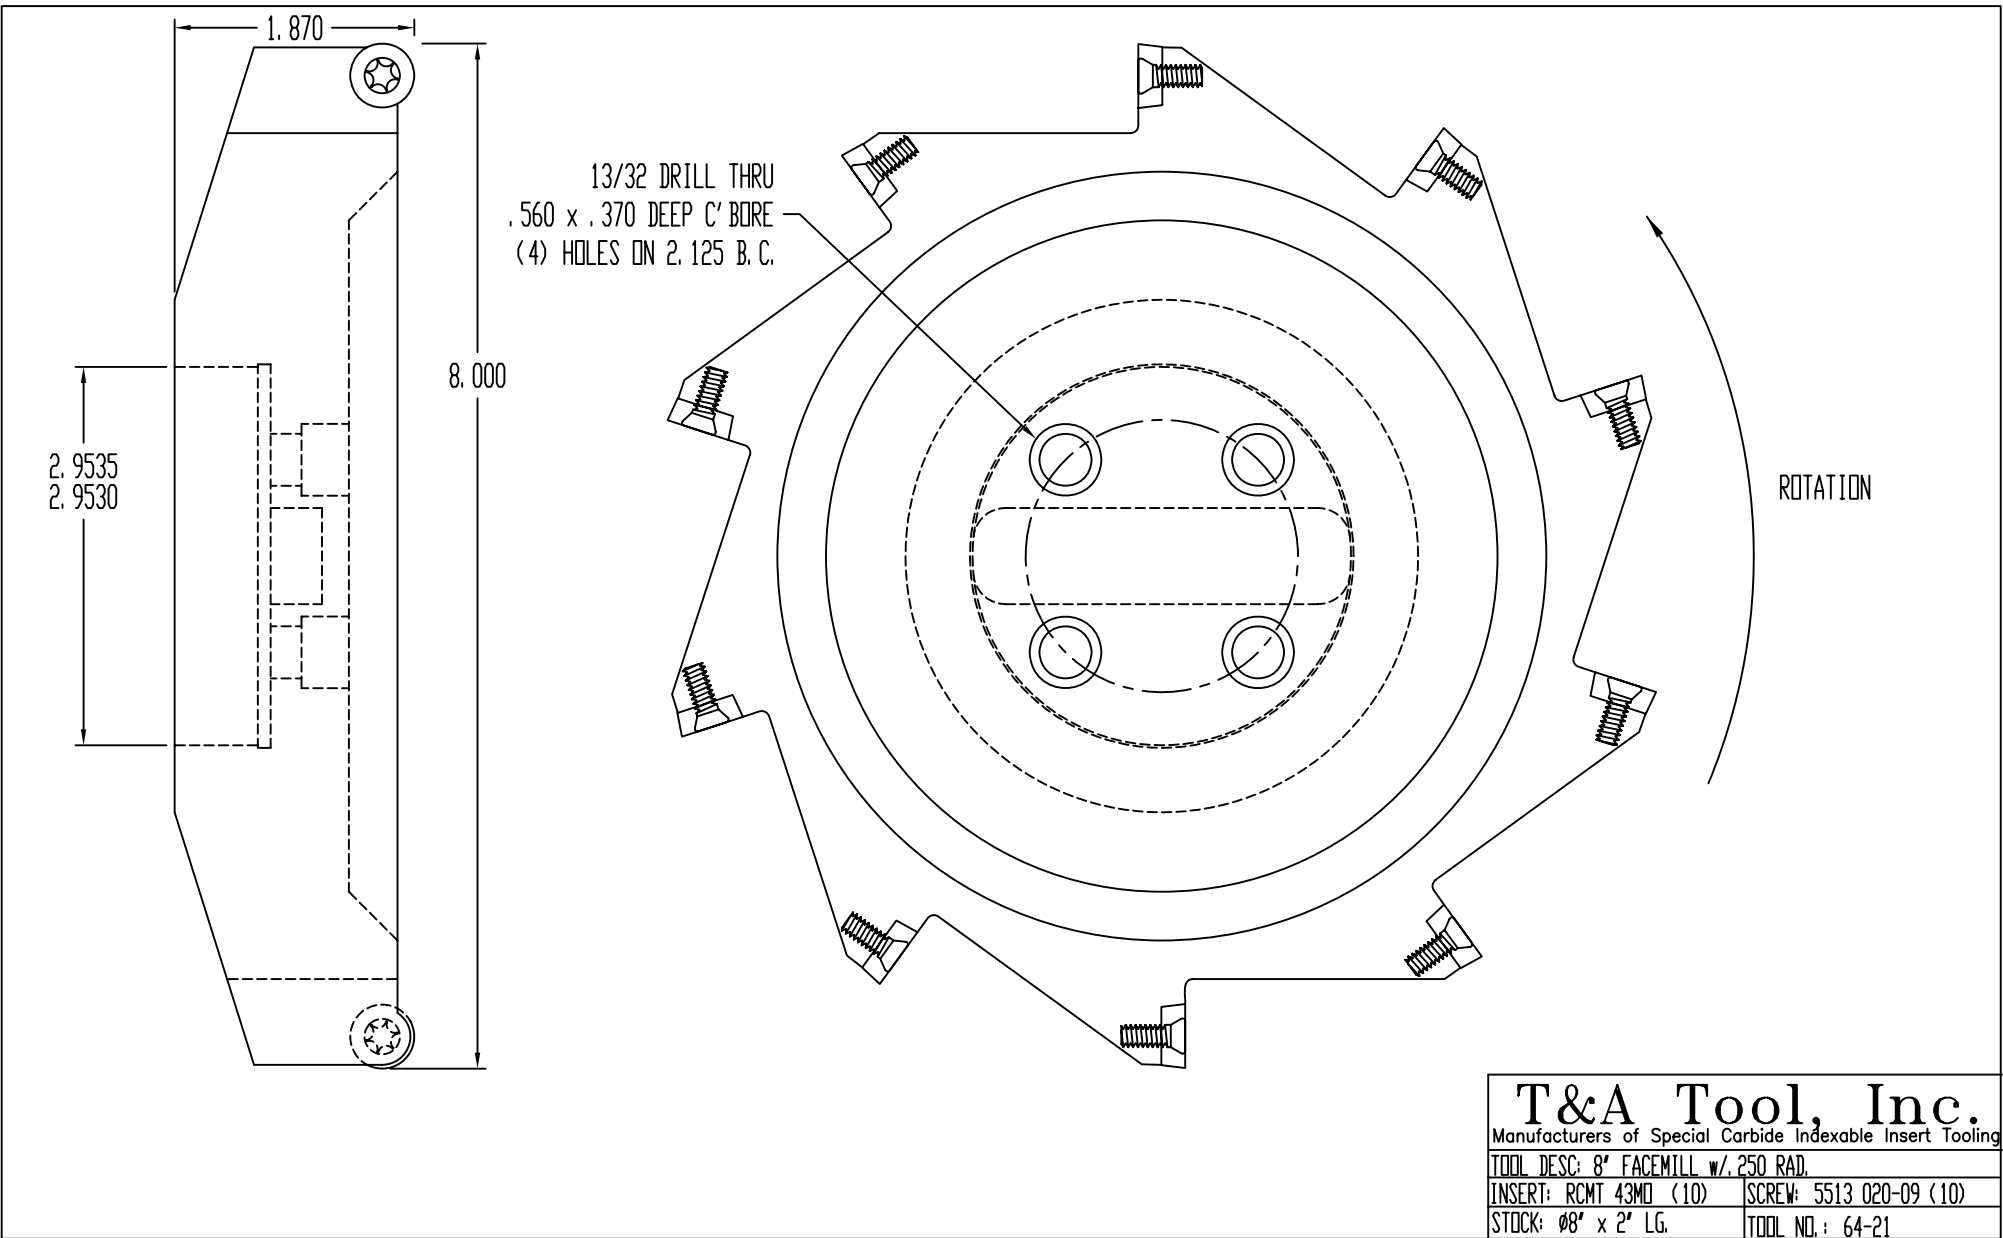 1.870
13/32 DRILL THRU
.560 x .370 DEEP C'BORE
(4) HOLES ON 2.125 B.C.
8.000
2.9535
2.9530
ROTATION
T&A Tool, Inc.
Manufacturers of Special Carbide Indexable Insert Tooling
TOOL DESC: 8" FACEMILL w/.250 RAD.
INSERT: RCMT 43M0 (10)
SCREW: 5513 020-09 (10)
STOCK: Ø8" x 2" LG.
TOOL NO.: 64-21